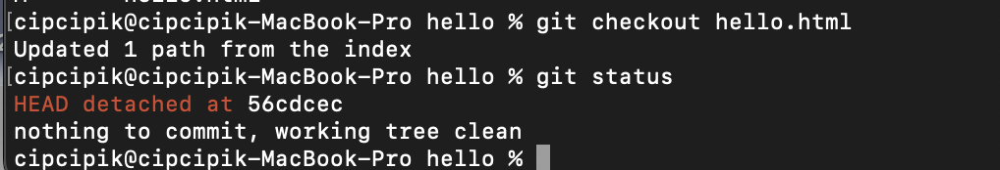 [cipcipik@cipcipik-MacBook-Pro hello % git checkout hello.html
Updated 1 path from the index
[cipcipik@cipcipik-MacBook-Pro hello % git status
HEAD detached at 56cdcec
nothing to commit, working tree clean
cipcipik@cipcipik-MacBook-Pro hello %